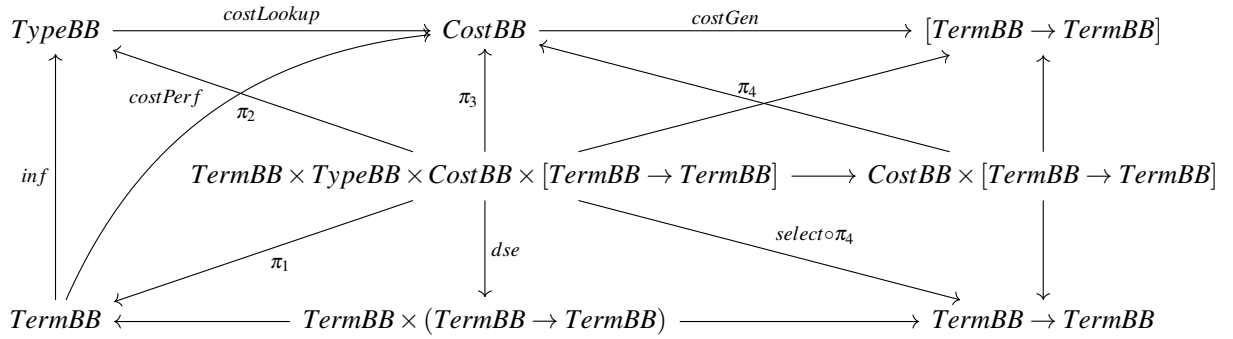 costLookup costGen
TypeBB CostBB [TermBB → TermBB]
costPerf π₂ π₃ π₄
inf TermBB × TypeBB × CostBB × [TermBB → TermBB] CostBB × [TermBB → TermBB]
select∘π₄
π₁ dse
TermBB TermBB × (TermBB → TermBB) TermBB → TermBB